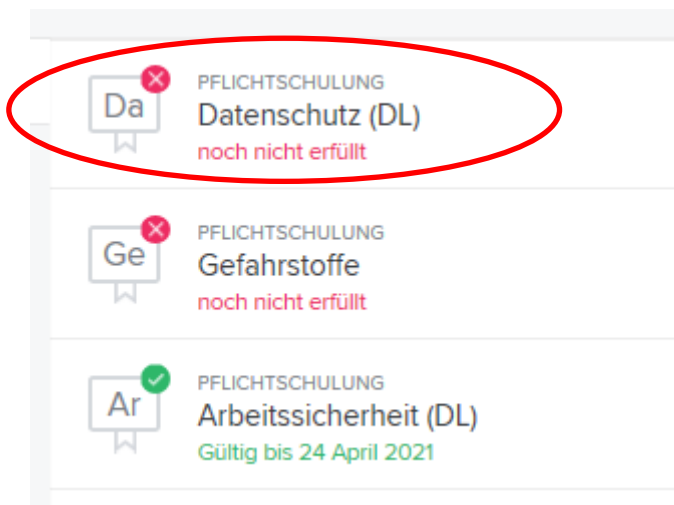 Da
PFLICHTSCHULUNG
Datenschutz (DL)
noch nicht erfüllt
Ge
PFLICHTSCHULUNG
Gefahrstoffe
noch nicht erfüllt
Ar
PFLICHTSCHULUNG
Arbeitssicherheit (DL)
Gültig bis 24 April 2021